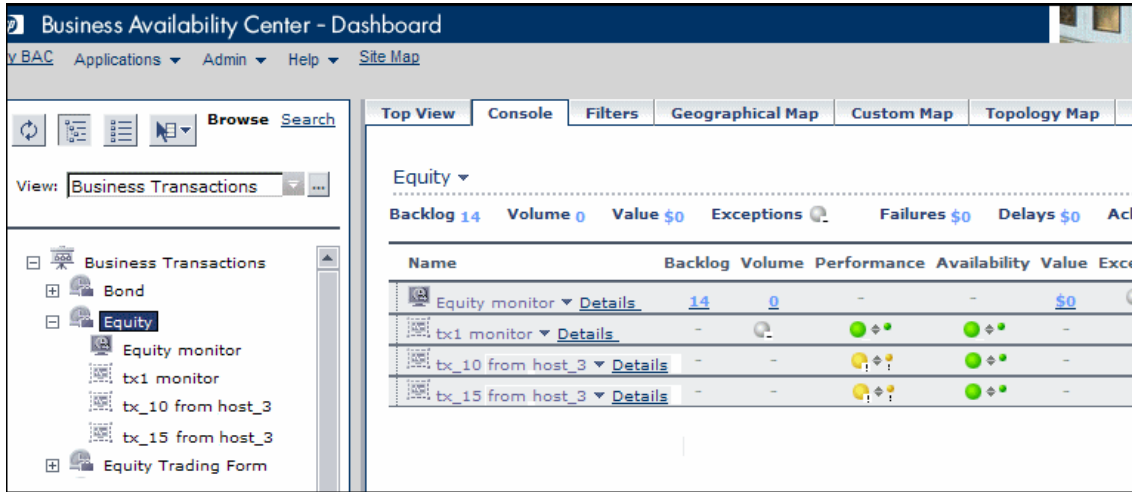 Business Availability Center - Dashboard
BAC Applications Admin Help Site Map
Browse Search
View: Business Transactions ...
Business Transactions
Bond
Equity
Equity monitor
tx1 monitor
tx_10 from host_3
tx_15 from host_3
Equity Trading Form
Top View Console Filters Geographical Map Custom Map Topology Map
Equity
Backlog 14 Volume 0 Value $0 Exceptions Failures $0 Delays $0
Name Backlog Volume Performance Availability Value
Equity monitor Details 14 0 - - $0
tx1 monitor Details - -
tx_10 from host_3 Details - - -
tx_15 from host_3 Details - - -